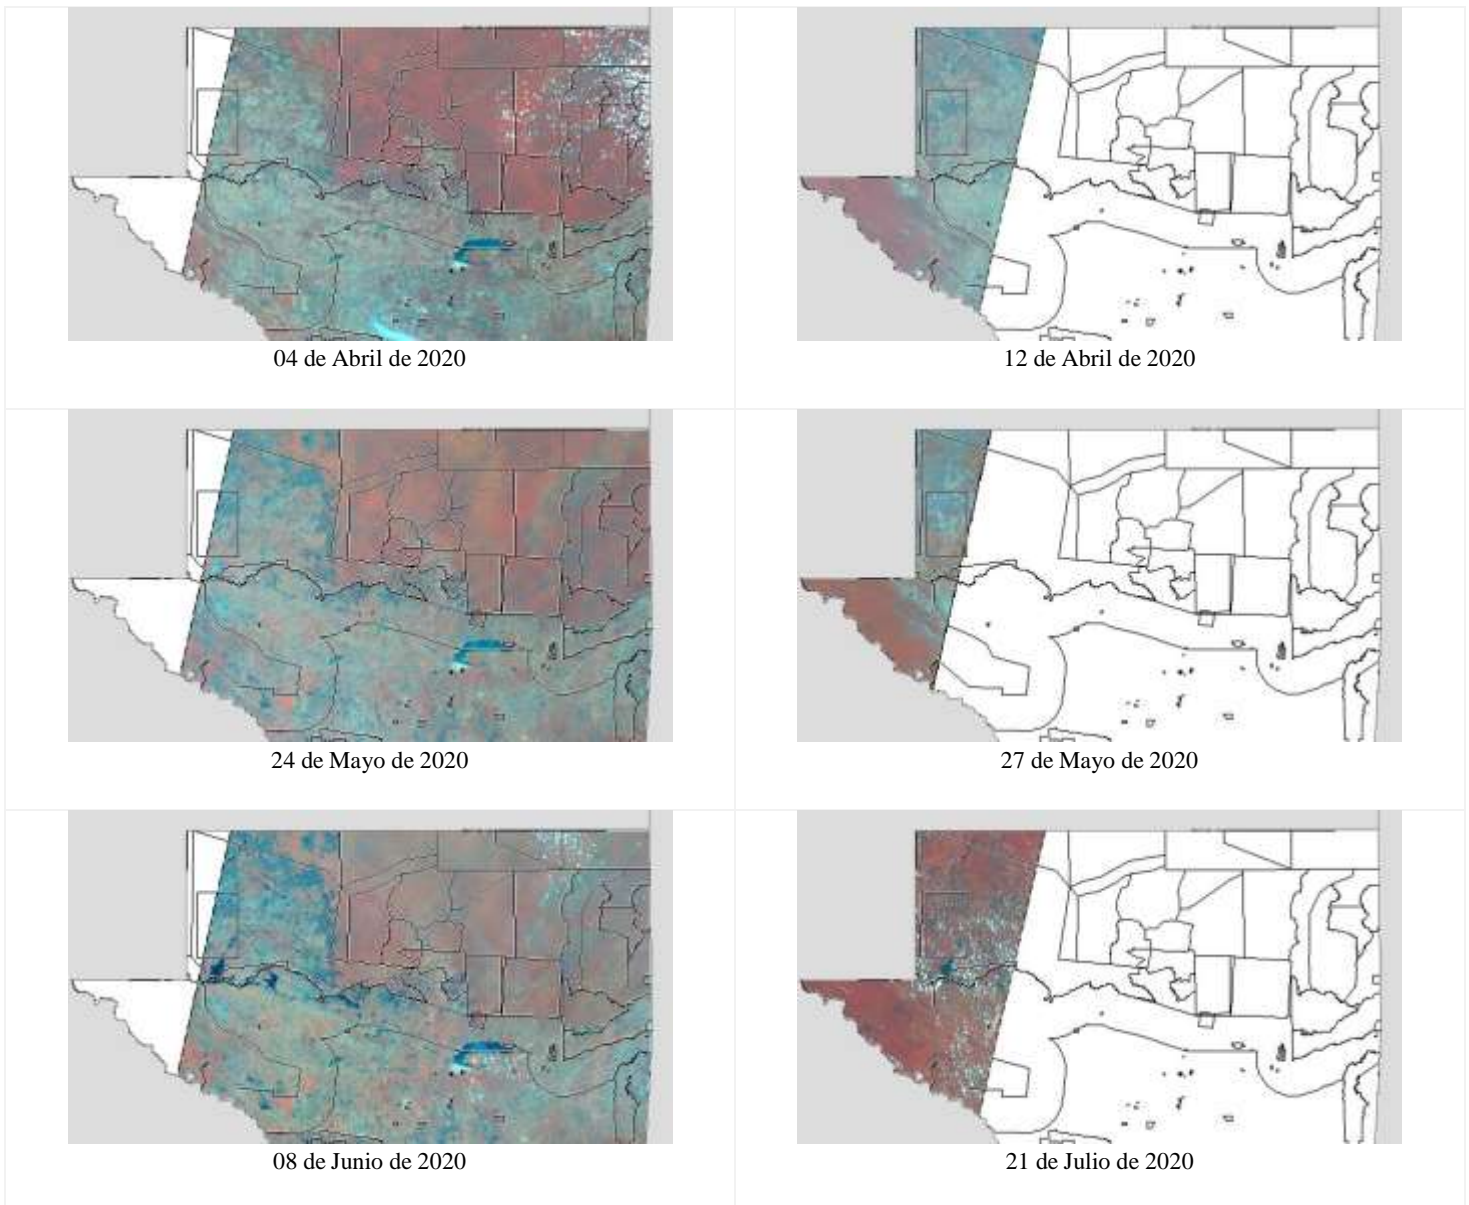 04 de Abril de 2020
12 de Abril de 2020
24 de Mayo de 2020
27 de Mayo de 2020
08 de Junio de 2020
21 de Julio de 2020